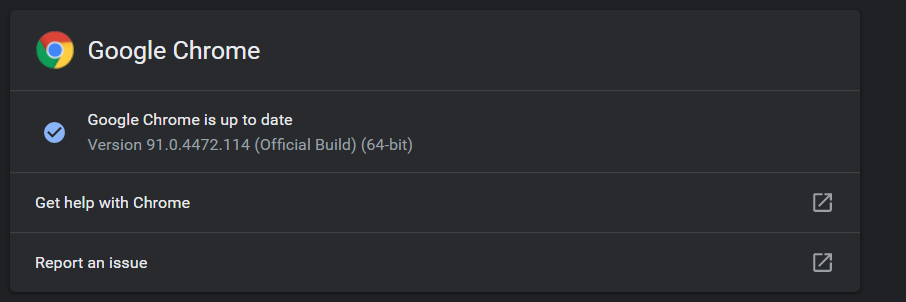 Google Chrome
Google Chrome is up to date
Version 91.0.4472.114 (Official Build) (64-bit)
Get help with Chrome
Report an issue